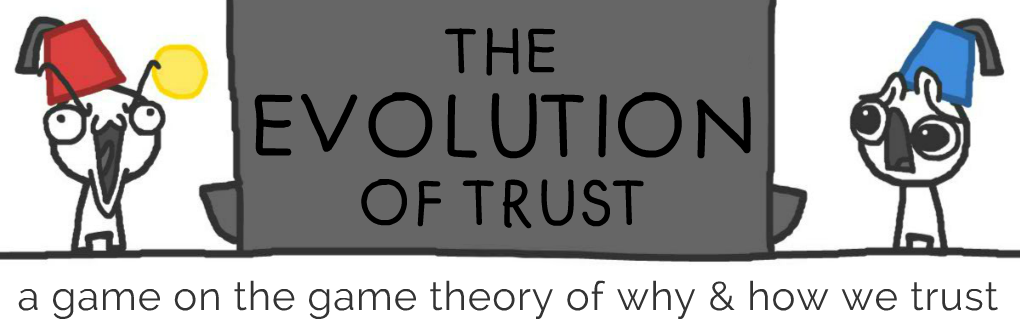 THE
EVOLUTION
OF TRUST
a game on the game theory of why & how we trust